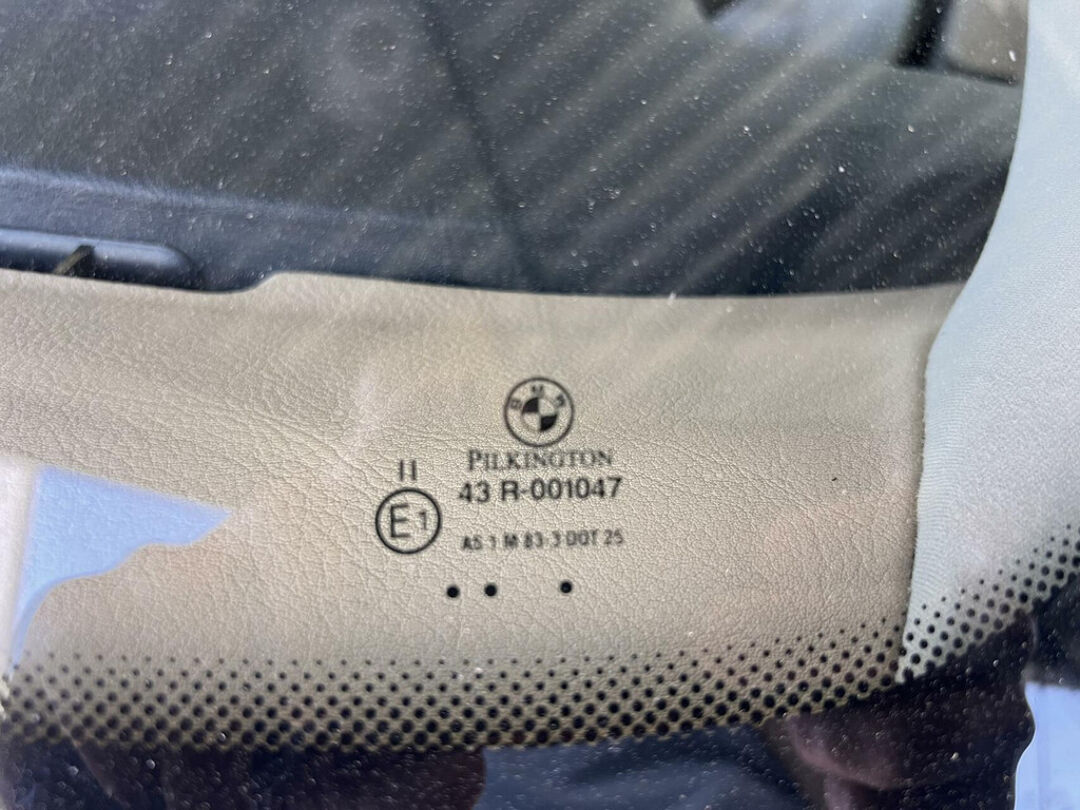 BMW
PILKINGTON
II
43 R-001047
E1
AS 1 M 83-3 DOT 25